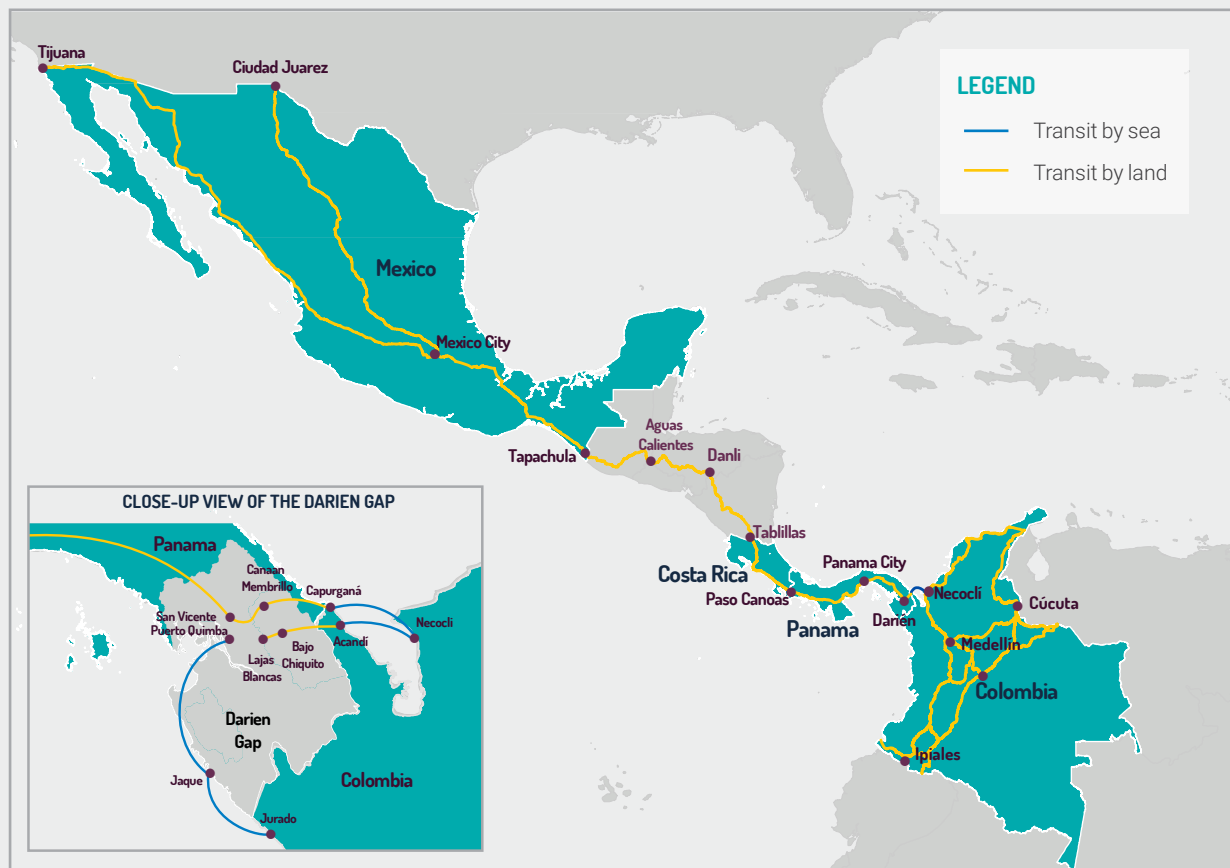 Tijuana
Ciudad Juarez
LEGEND
Transit by sea
Transit by land
Mexico
Mexico City
Tapachula
Aguas
Calientes
Danli
Tablillas
Costa Rica
Paso Canoas
Panama City
Panama
Darién
Necoclí
Cúcuta
Medellín
Colombia
Ipiales
CLOSE-UP VIEW OF THE DARIEN GAP
Panama
Canaan
Membrillo
Capurganá
San Vicente
Puerto Quimba
Necocli
Acandí
Lajas
Blancas
Bajo
Chiquito
Darien
Gap
Jaque
Colombia
Jurado